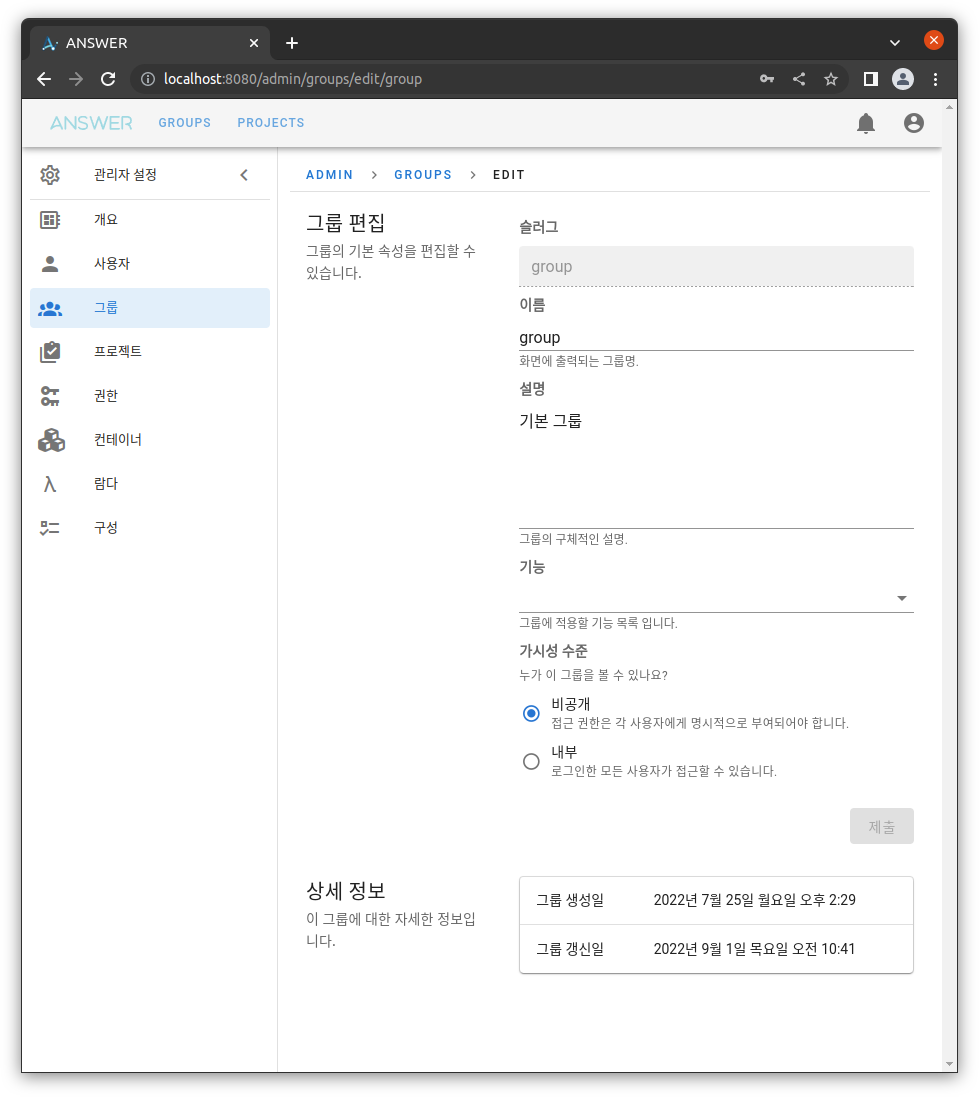 ANSWER
localhost:8080/admin/groups/edit/group
ANSWER GROUPS PROJECTS
관리자 설정
개요
사용자
그룹
프로젝트
권한
컨테이너
λ 람다
구성
ADMIN > GROUPS > EDIT
그룹 편집
그룹의 기본 속성을 편집할 수
있습니다.
슬러그
group
이름
group
화면에 출력되는 그룹명.
설명
기본 그룹
그룹의 구체적인 설명.
기능
그룹에 적용할 기능 목록 입니다.
가시성 수준
누가 이 그룹을 볼 수 있나요?
비공개
접근 권한은 각 사용자에게 명시적으로 부여되어야 합니다.
내부
로그인한 모든 사용자가 접근할 수 있습니다.
제출
상세 정보
이 그룹에 대한 자세한 정보입
니다.
그룹 생성일 2022년 7월 25일 월요일 오후 2:29
그룹 갱신일 2022년 9월 1일 목요일 오전 10:41